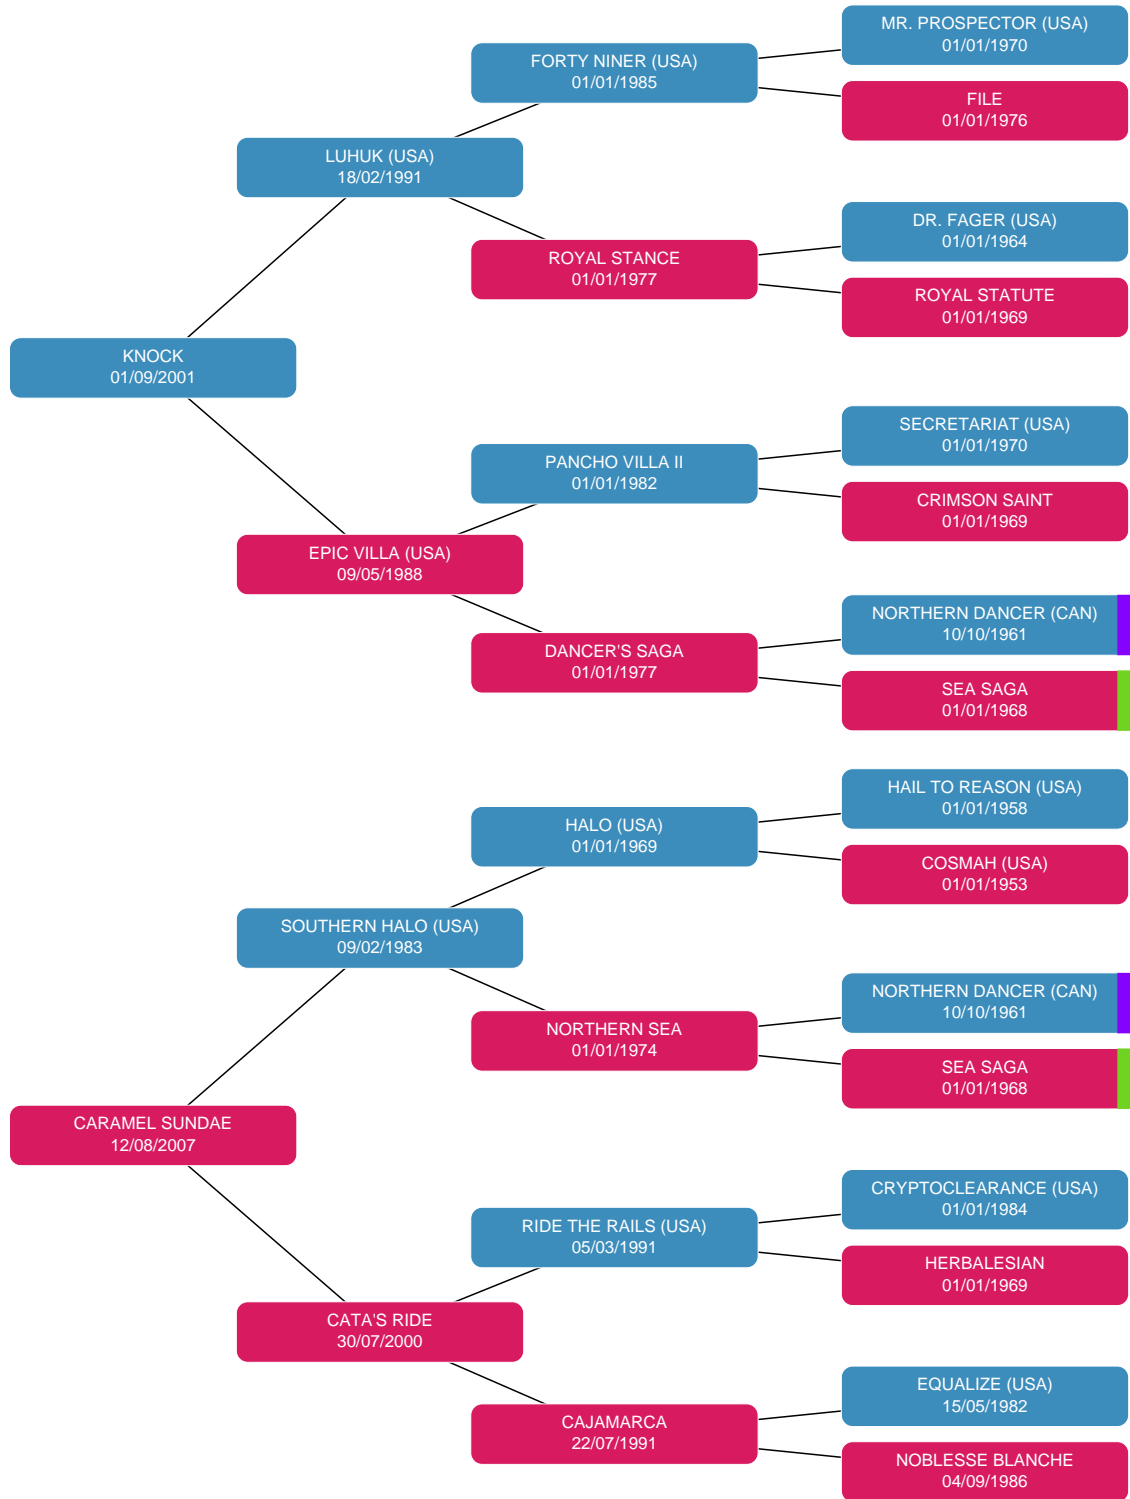 MR. PROSPECTOR (USA)
01/01/1970
FORTY NINER (USA)
01/01/1985
FILE
01/01/1976
LUHUK (USA)
18/02/1991
DR. FAGER (USA)
01/01/1964
ROYAL STANCE
01/01/1977
ROYAL STATUTE
01/01/1969
KNOCK
01/09/2001
SECRETARIAT (USA)
01/01/1970
PANCHO VILLA II
01/01/1982
CRIMSON SAINT
01/01/1969
EPIC VILLA (USA)
09/05/1988
NORTHERN DANCER (CAN)
10/10/1961
DANCER'S SAGA
01/01/1977
SEA SAGA
01/01/1968
HAIL TO REASON (USA)
01/01/1958
HALO (USA)
01/01/1969
COSMAH (USA)
01/01/1953
SOUTHERN HALO (USA)
09/02/1983
NORTHERN DANCER (CAN)
10/10/1961
NORTHERN SEA
01/01/1974
SEA SAGA
01/01/1968
CARAMEL SUNDAE
12/08/2007
CRYPTOCLEARANCE (USA)
01/01/1984
RIDE THE RAILS (USA)
05/03/1991
HERBALESIAN
01/01/1969
CATA'S RIDE
30/07/2000
EQUALIZE (USA)
15/05/1982
CAJAMARCA
22/07/1991
NOBLESSE BLANCHE
04/09/1986